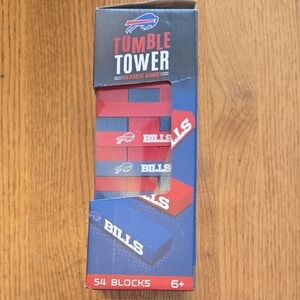 TUMBLE
TOWER
CLASSIC GAME
BILLS
BILLS
BILLS
BILLS
54 BLOCKS 6+